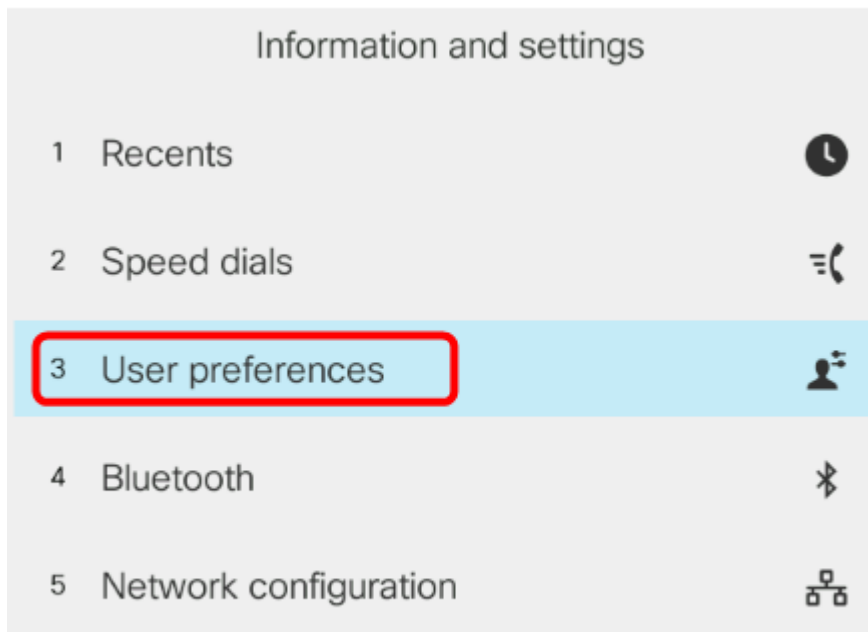 Information and settings
1 Recents
2 Speed dials
3 User preferences
4 Bluetooth
5 Network configuration